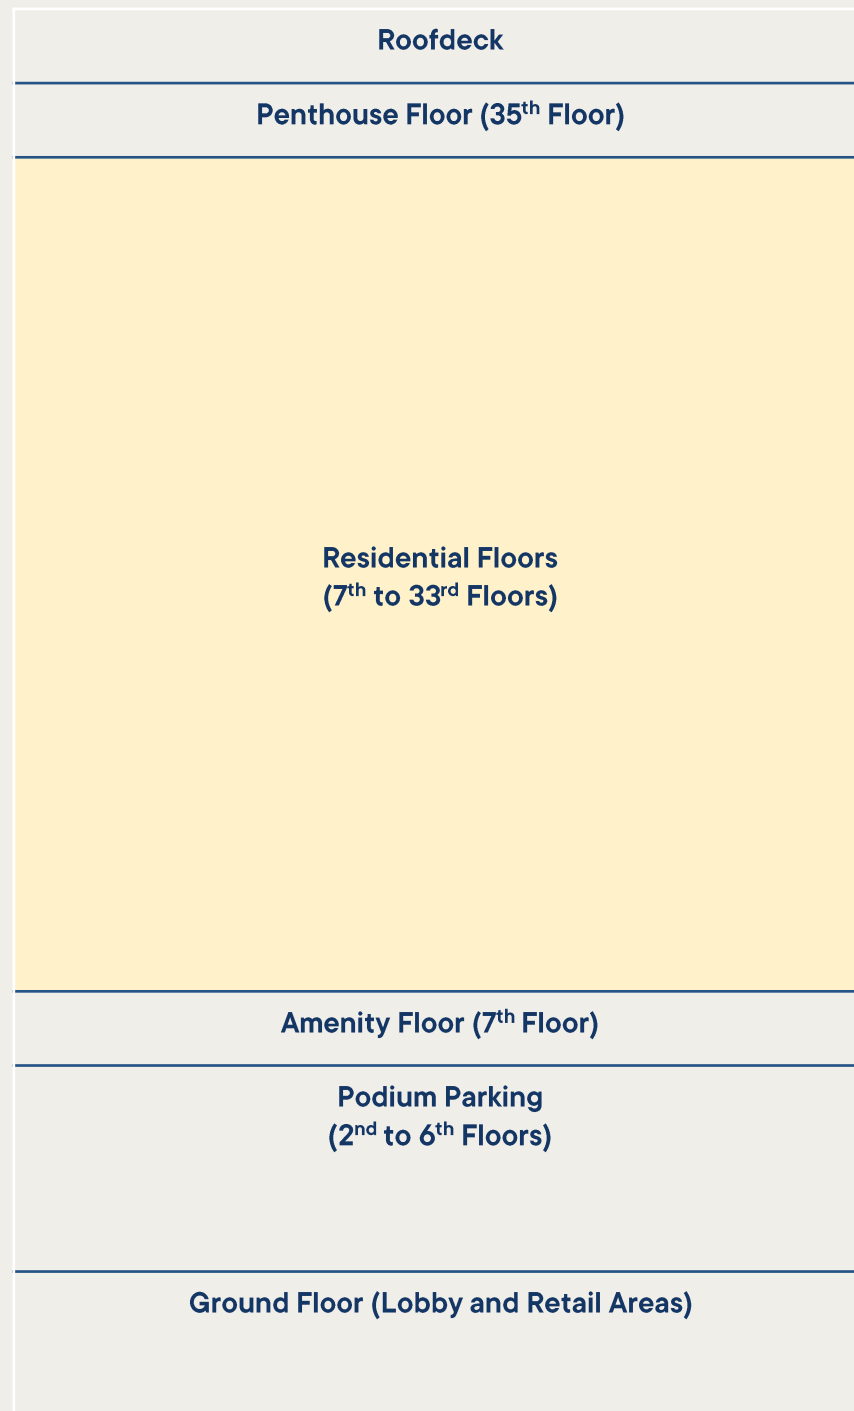 Roofdeck
Penthouse Floor (35th Floor)
Residential Floors
(7th to 33rd Floors)
Amenity Floor (7th Floor)
Podium Parking
(2nd to 6th Floors)
Ground Floor (Lobby and Retail Areas)